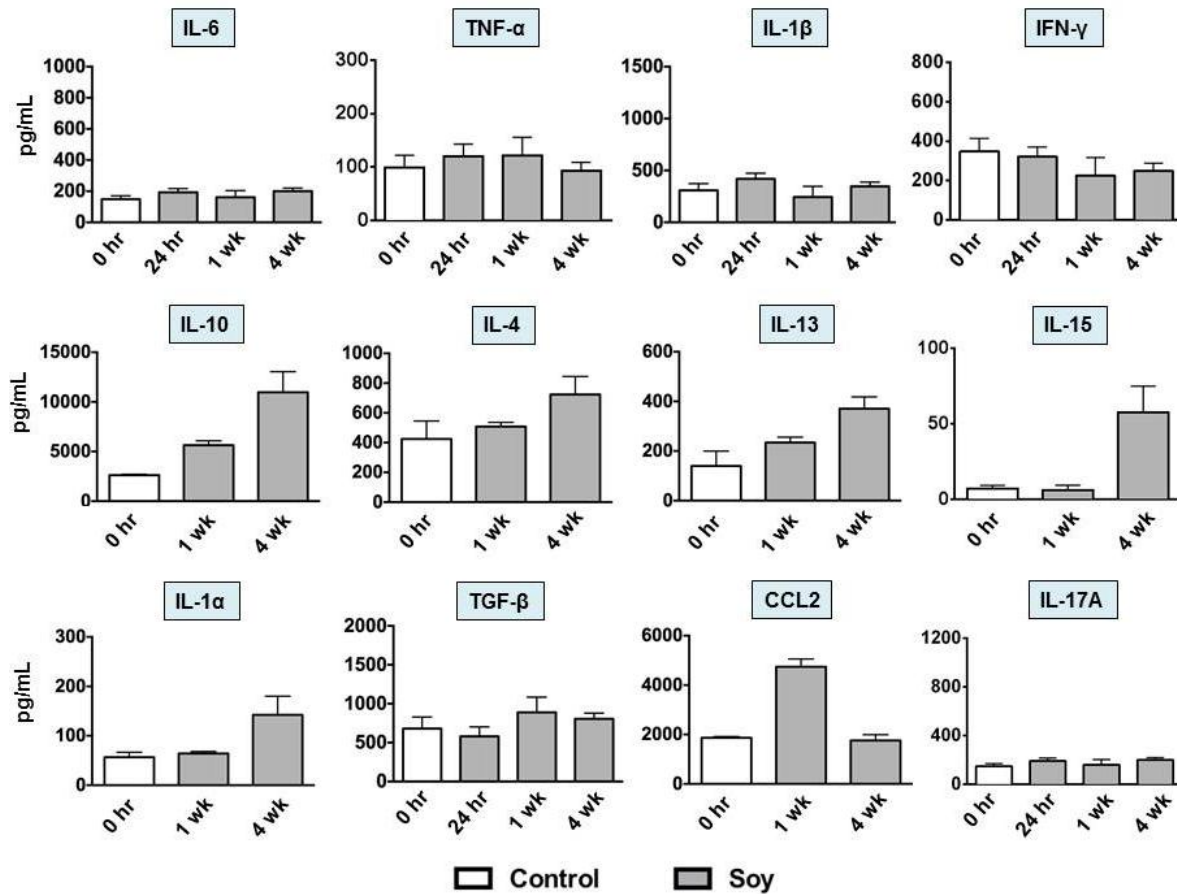 IL-6
TNF-α
IL-1β
IFN-γ
pg/mL
1000
800
600
400
200
0
0 hr
24 hr
1 wk
4 wk
300
200
100
0
0 hr
24 hr
1 wk
4 wk
1500
1000
500
0
0 hr
24 hr
1 wk
4 wk
800
600
400
200
0
0 hr
24 hr
1 wk
4 wk
IL-10
IL-4
IL-13
IL-15
pg/mL
15000
10000
5000
0
0 hr
1 wk
4 wk
1000
800
600
400
200
0
0 hr
1 wk
4 wk
600
400
200
0
0 hr
1 wk
4 wk
100
50
0
0 hr
1 wk
4 wk
IL-1α
TGF-β
CCL2
IL-17A
pg/mL
300
200
100
0
0 hr
1 wk
4 wk
2000
1500
1000
500
0
0 hr
24 hr
1 wk
4 wk
6000
4000
2000
0
0 hr
1 wk
4 wk
1200
800
400
0
0 hr
24 hr
1 wk
4 wk
Control Soy